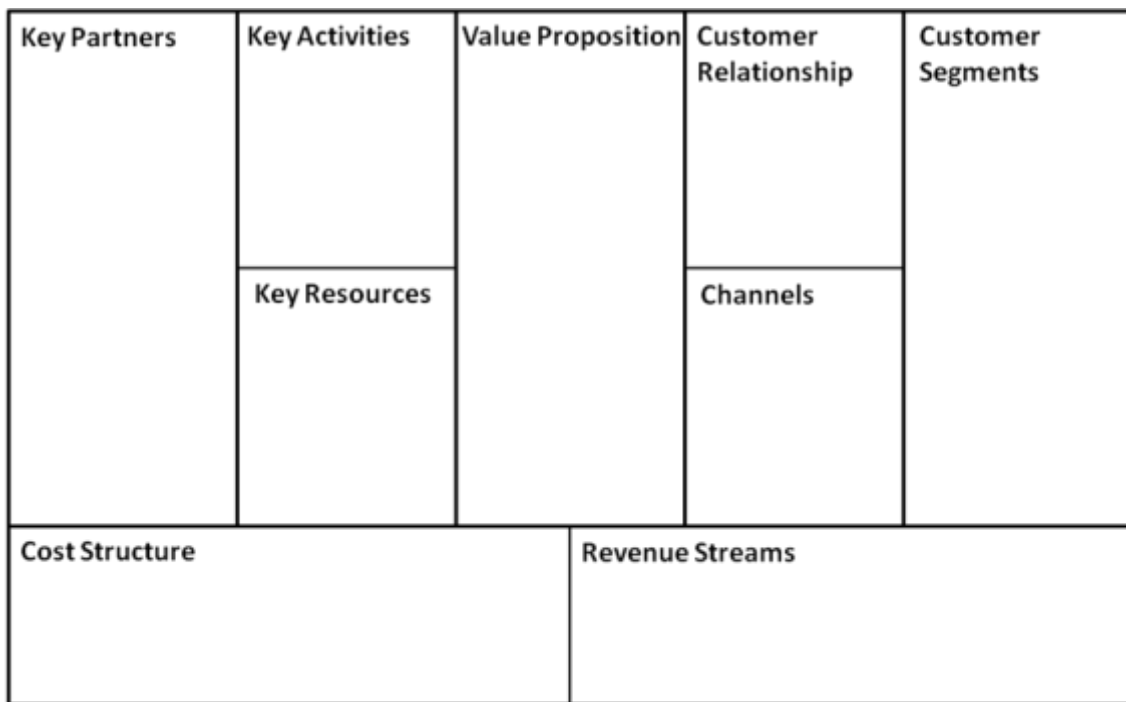 Key Partners
Key Activities
Key Resources
Value Proposition
Customer
Relationship
Channels
Customer
Segments
Cost Structure
Revenue Streams